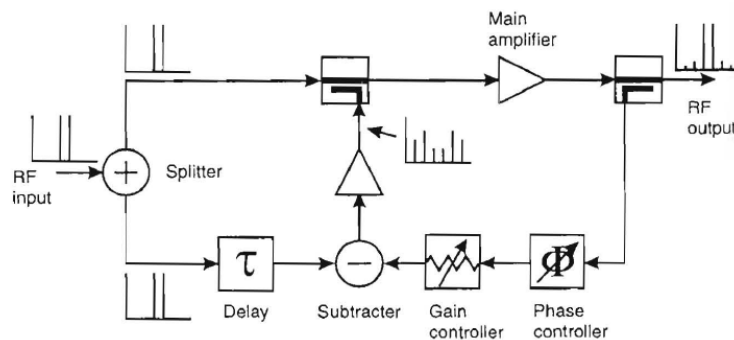 Main
amplifier
RF
output
RF
input
+
Splitter
τ
−
Φ
Delay
Subtracter
Gain
controller
Phase
controller